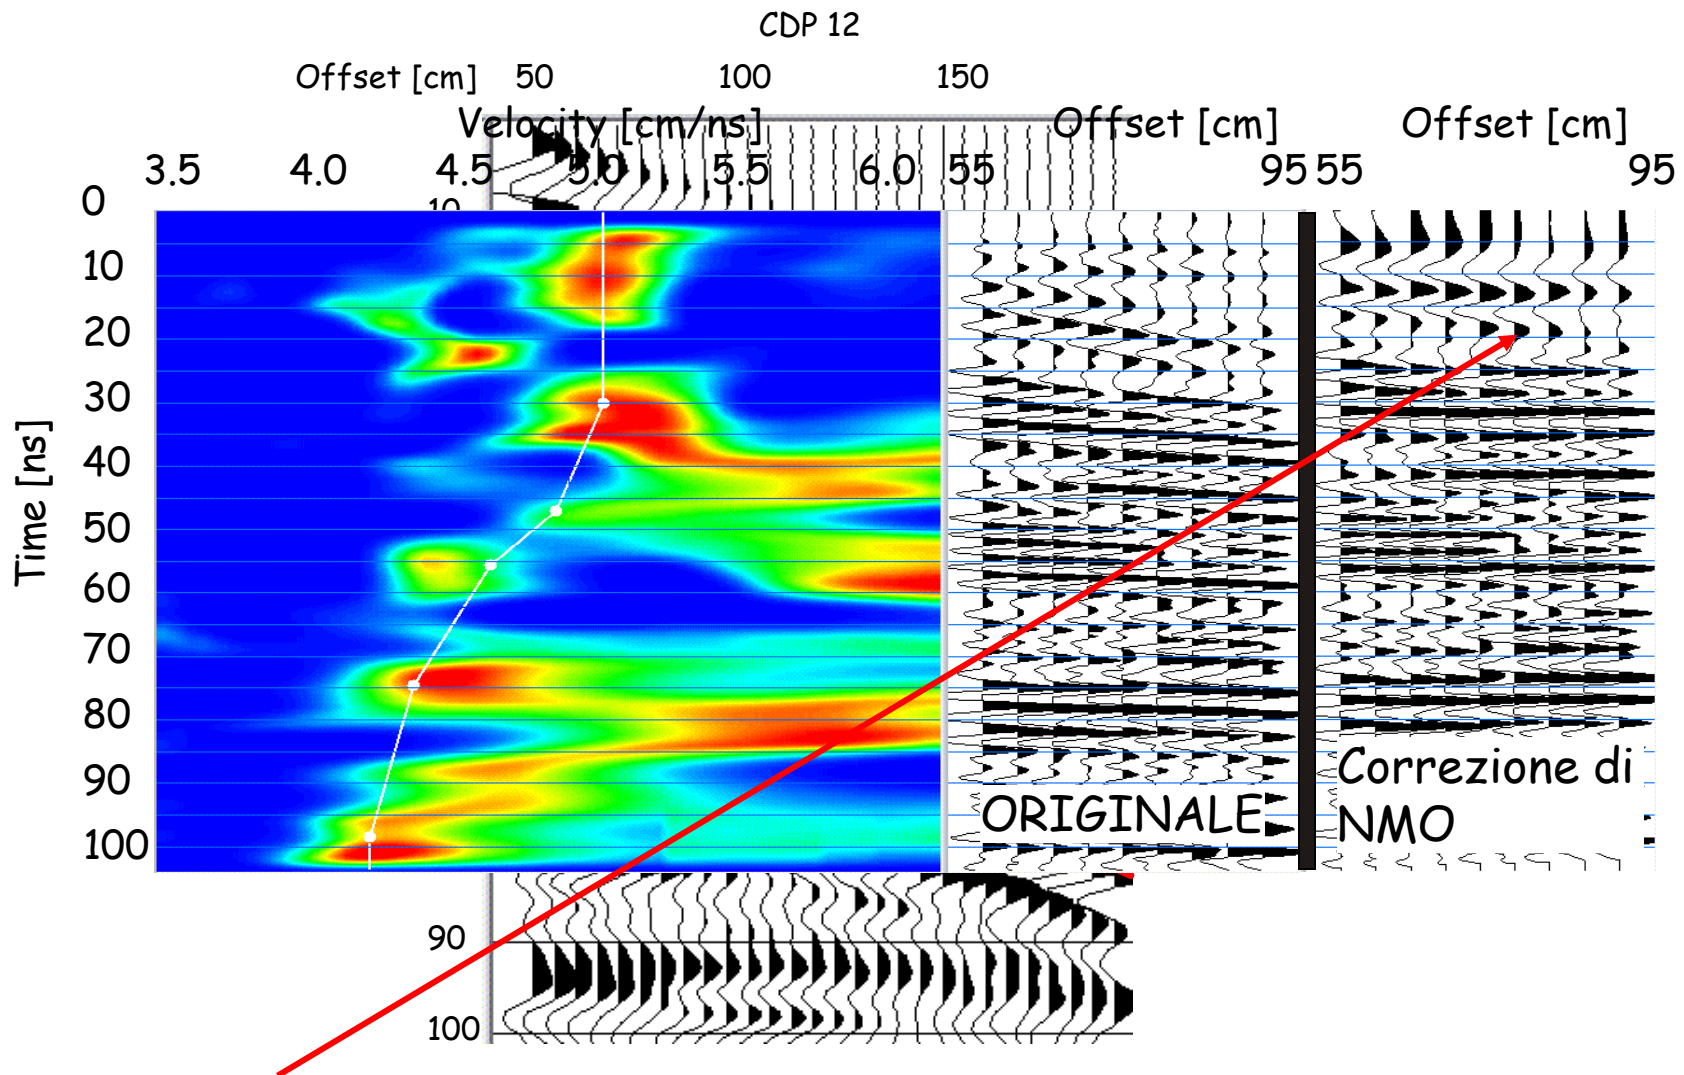 CDP 12
Offset [cm] 50 100 150
Velocity [cm/ns] Offset [cm] Offset [cm]
3.5 4.0 4.5 5.0 5.5 6.0 55 95 55 95
0
10
10
20
30
40
50
60
70
80
90
100
Time [ns]
ORIGINALE
Correzione di
NMO
90
100